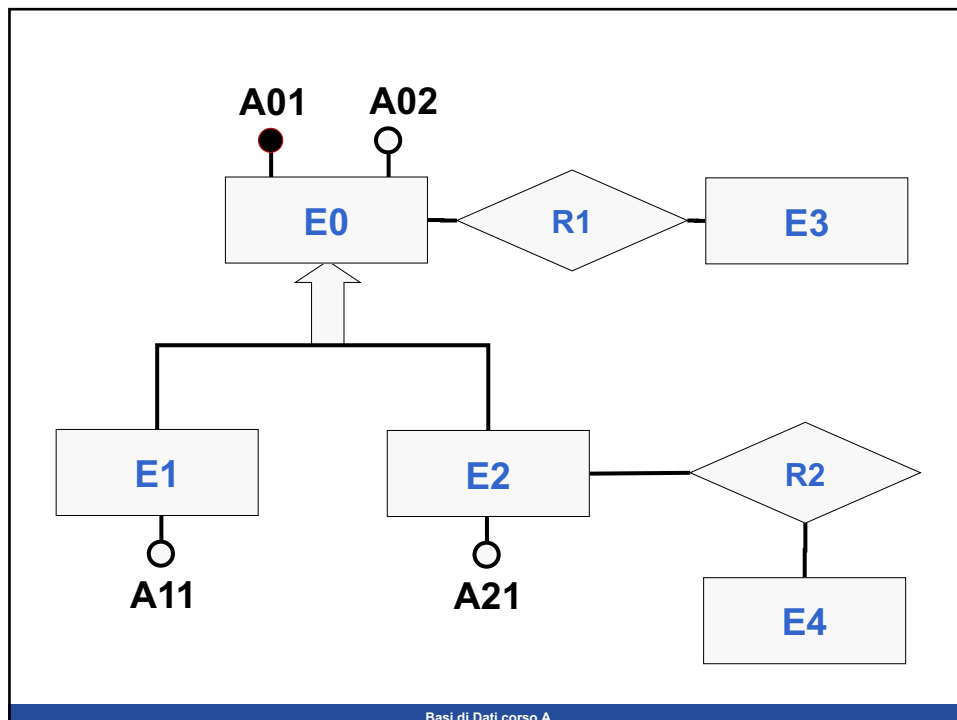 A01 A02
E0 R1 E3
E1 E2 R2
A11 A21
E4
Basi di Dati corso A